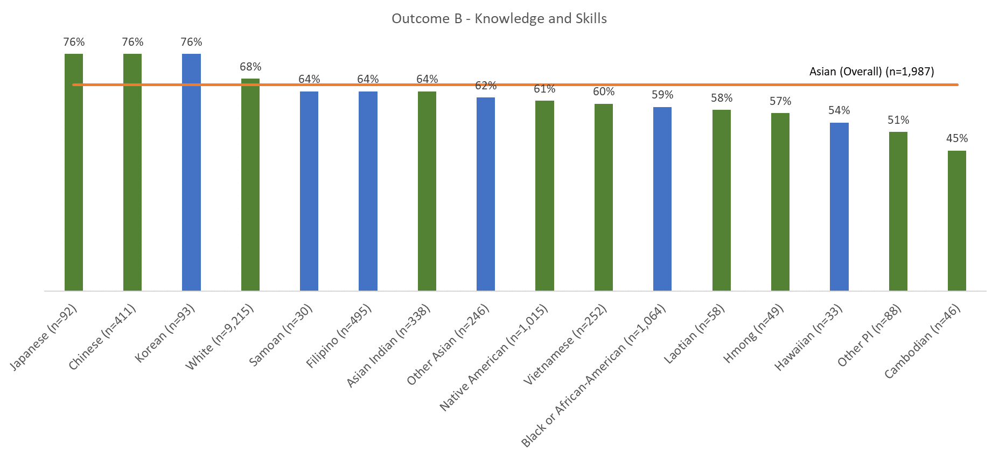 Outcome B - Knowledge and Skills
76%
76%
76%
68%
64%
64%
64%
62%
61%
60%
59%
58%
57%
54%
51%
45%
Asian (Overall) (n=1,987)
Japanese (n=92)
Chinese (n=411)
Korean (n=93)
White (n=9,215)
Samoan (n=30)
Filipino (n=495)
Asian Indian (n=338)
Other Asian (n=246)
Native American (n=1,015)
Vietnamese (n=252)
Black or African-American (n=1,064)
Laotian (n=58)
Hmong (n=49)
Hawaiian (n=33)
Other PI (n=88)
Cambodian (n=46)